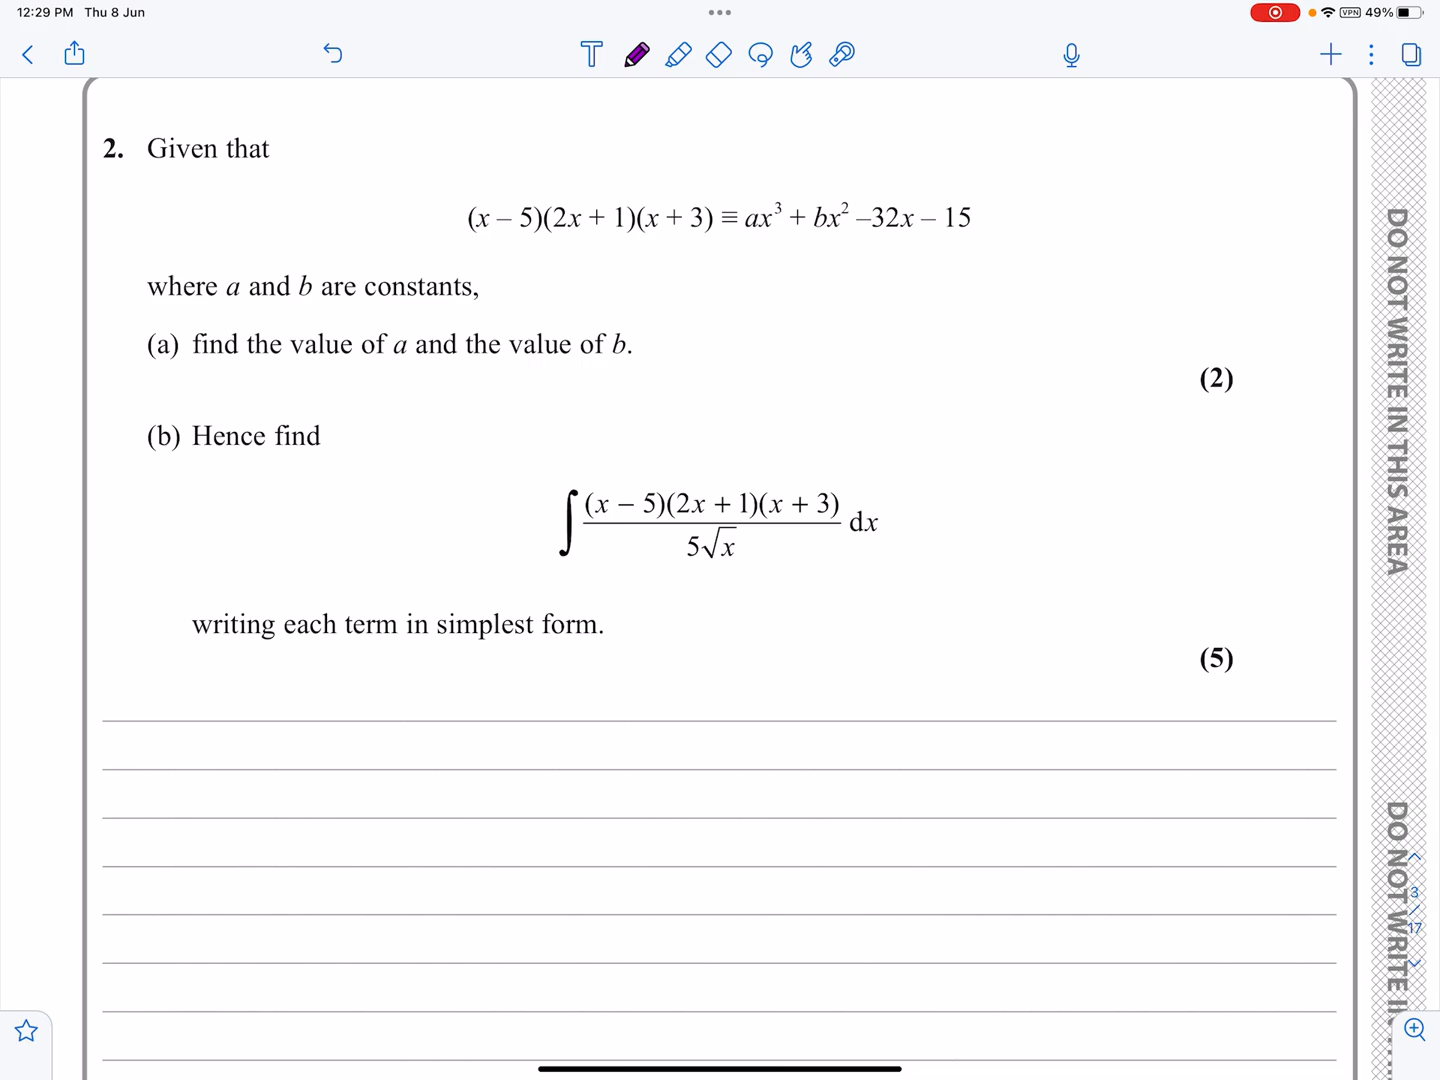 12:29 PM Thu 8 Jun
VPN 49%
T
2. Given that
(x – 5)(2x + 1)(x + 3) ≡ ax³ + bx² –32x – 15
where a and b are constants,
(a) find the value of a and the value of b.
(2)
(b) Hence find
∫ (x – 5)(2x + 1)(x + 3) / 5√x dx
writing each term in simplest form.
(5)
DO NOT WRITE IN THIS AREA
DO NOT WRITE I
3 / 17